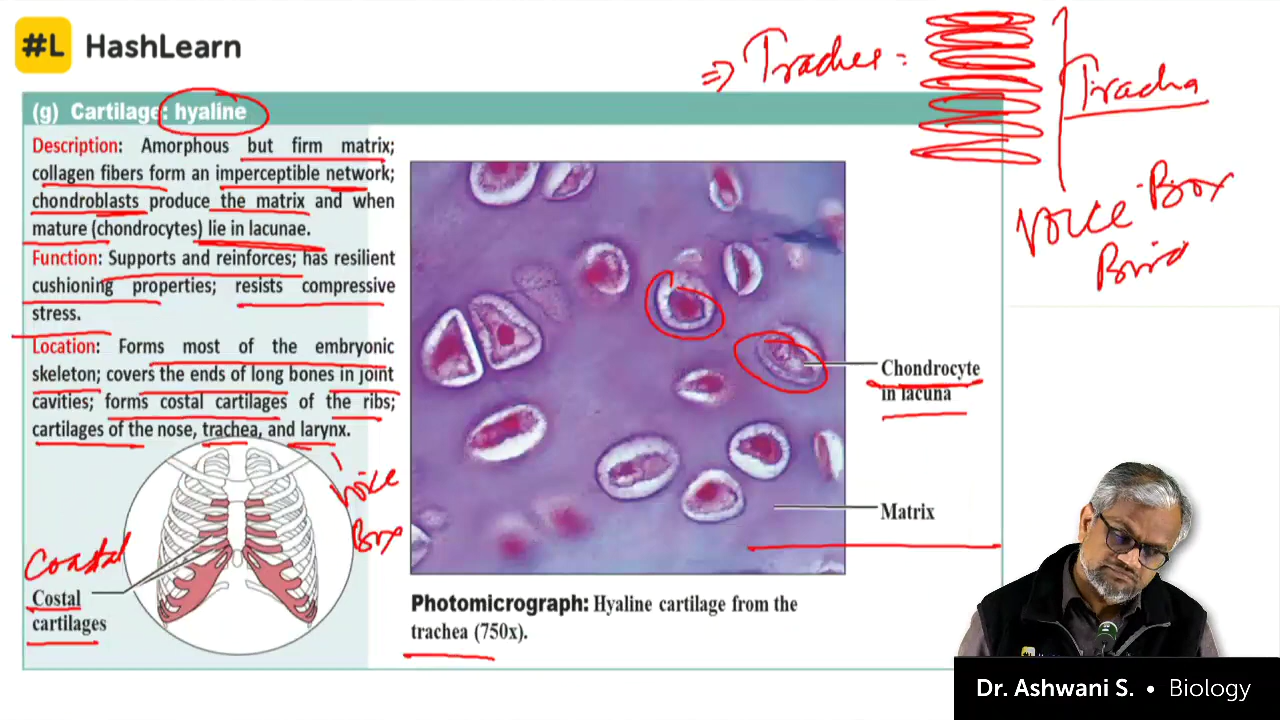 #L HashLearn
⇒ Trachea :
Tracha
Voice Box
(g) Cartilage: hyaline
Description: Amorphous but firm matrix;
collagen fibers form an imperceptible network;
chondroblasts produce the matrix and when
mature (chondrocytes) lie in lacunae.
Function: Supports and reinforces; has resilient
cushioning properties; resists compressive
stress.
Location: Forms most of the embryonic
skeleton; covers the ends of long bones in joint
cavities; forms costal cartilages of the ribs;
cartilages of the nose, trachea, and larynx.
Voice
Box
Coastal
Costal
cartilages
Chondrocyte
in lacuna
Matrix
Photomicrograph: Hyaline cartilage from the
trachea (750x).
#L
Dr. Ashwani S. • Biology